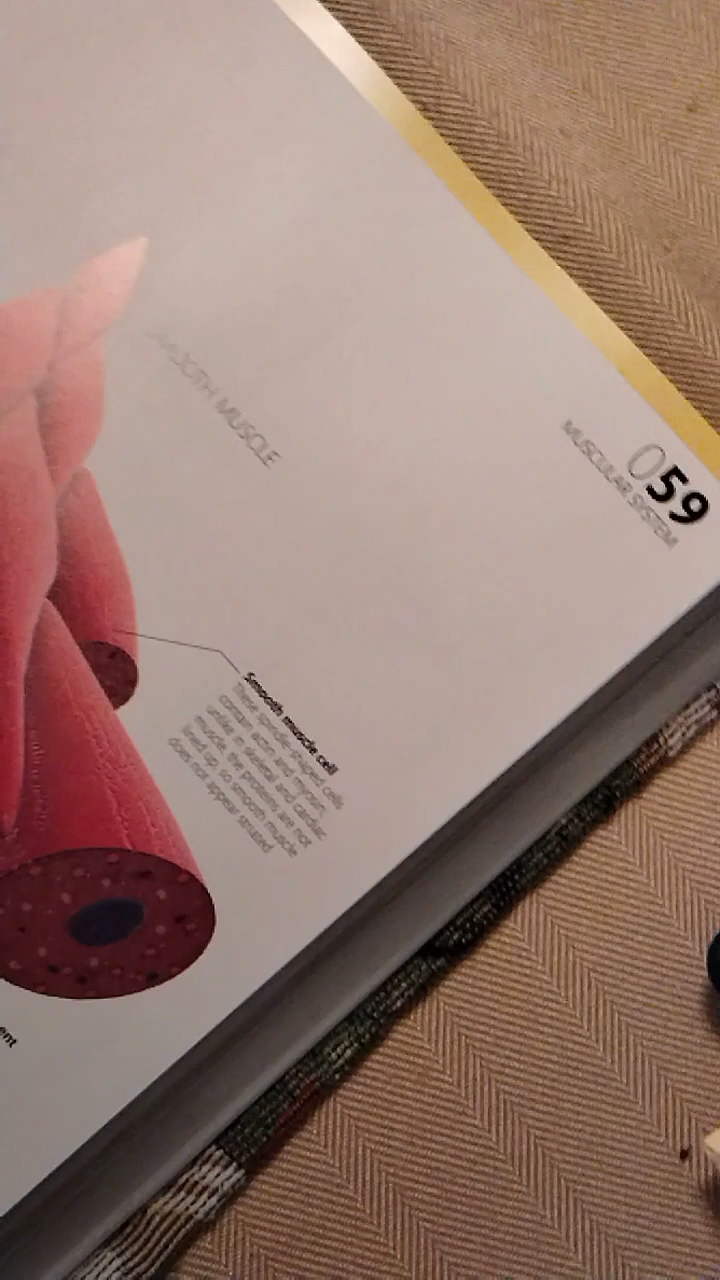 SMOOTH MUSCLE
059
MUSCULAR SYSTEM
Smooth muscle cell
These spindle-shaped cells
contain actin and myosin;
unlike in skeletal and cardiac
muscle, the proteins are not
lined up, so smooth muscle
does not appear striated
ent